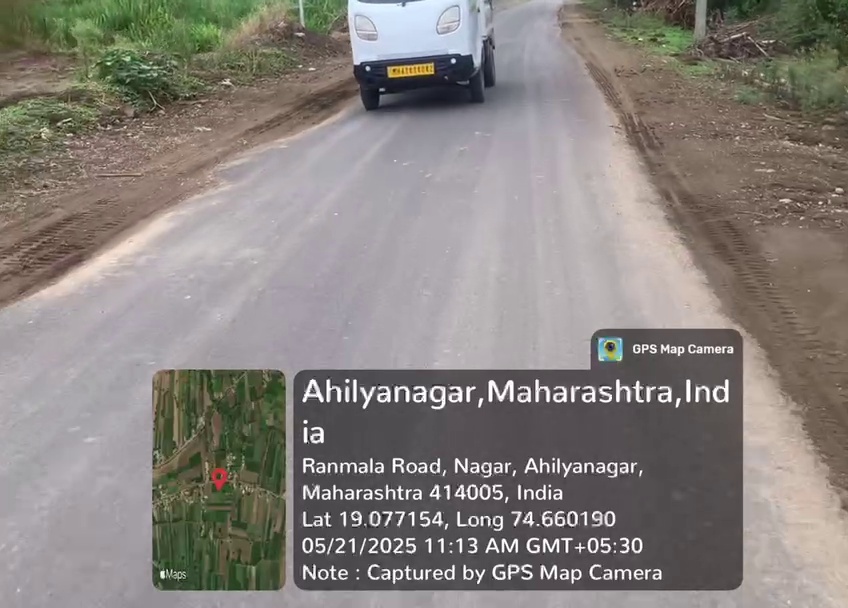 GPS Map Camera
Ahilyanagar,Maharashtra,Ind
ia
Ranmala Road, Nagar, Ahilyanagar,
Maharashtra 414005, India
Lat 19.077154, Long 74.660190
05/21/2025 11:13 AM GMT+05:30
Note : Captured by GPS Map Camera
Maps